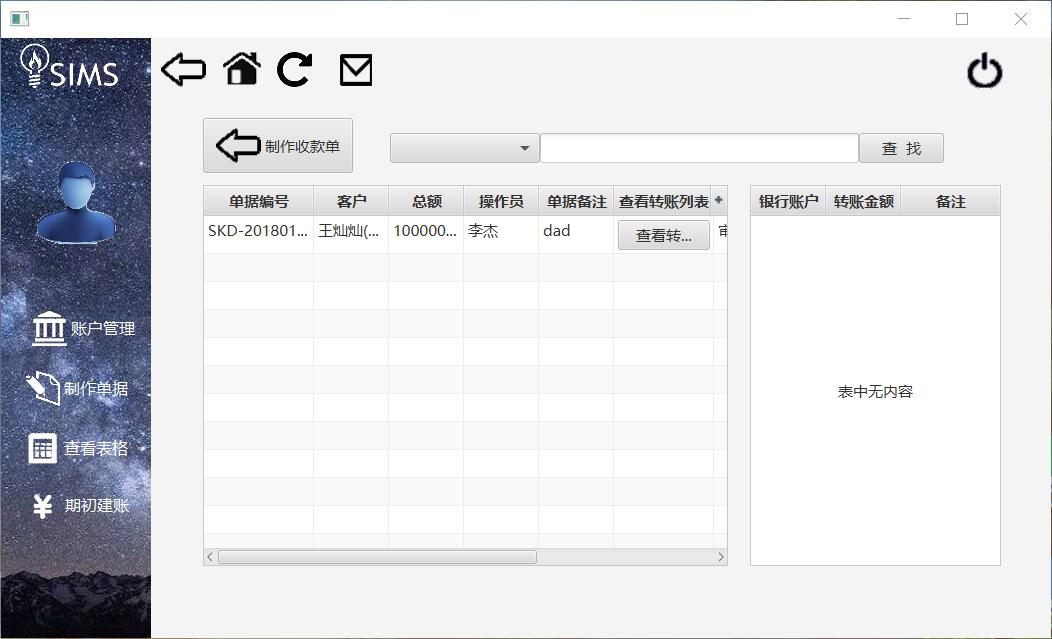 SIMS
制作收款单
查 找
单据编号 客户 总额 操作员 单据备注 查看转账列表 +
SKD-201801... 王灿灿(... 100000... 李杰 dad 查看转...
银行账户 转账金额 备注
表中无内容
账户管理
制作单据
查看表格
期初建账